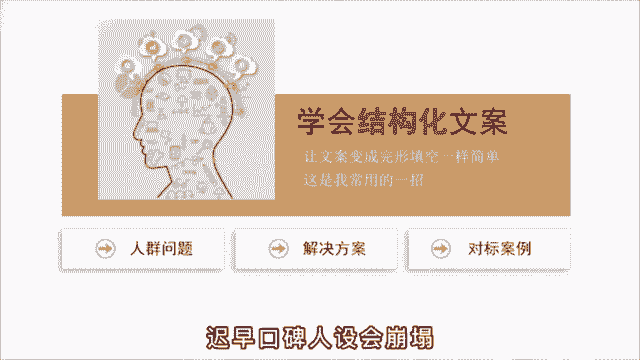 学会结构化文案
让文案变成完形填空一样简单
这是我常用的一招
人群问题
解决方案
对标案例
迟早口碑人设会崩塌